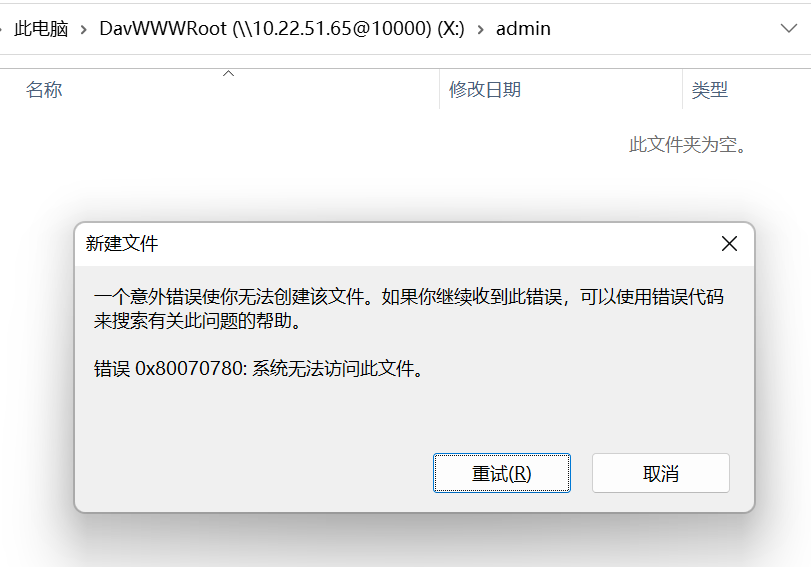 此电脑 › DavWWWRoot (\\10.22.51.65@10000) (X:) › admin
名称 修改日期 类型
此文件夹为空。
新建文件
一个意外错误使你无法创建该文件。如果你继续收到此错误，可以使用错误代码
来搜索有关此问题的帮助。
错误 0x80070780: 系统无法访问此文件。
重试(R) 取消